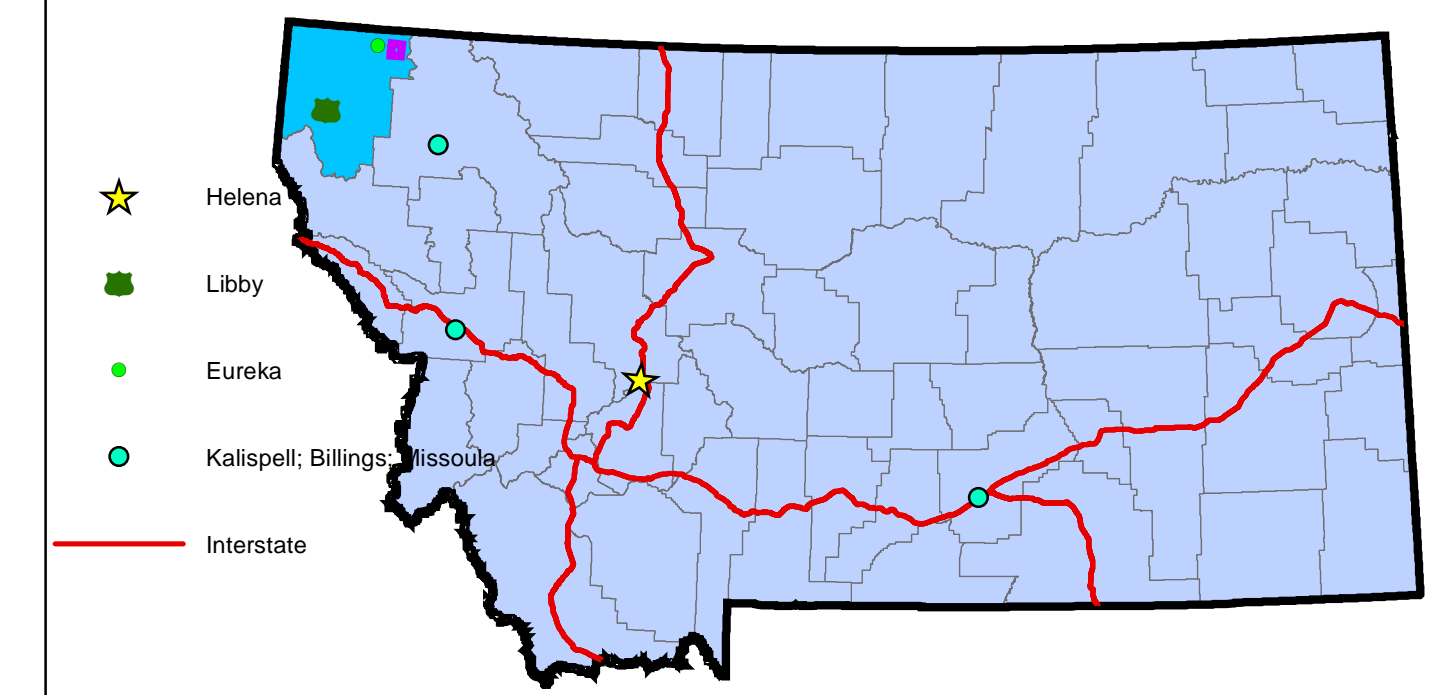 Helena
Libby
Eureka
Kalispell; Billings; Missoula
Interstate